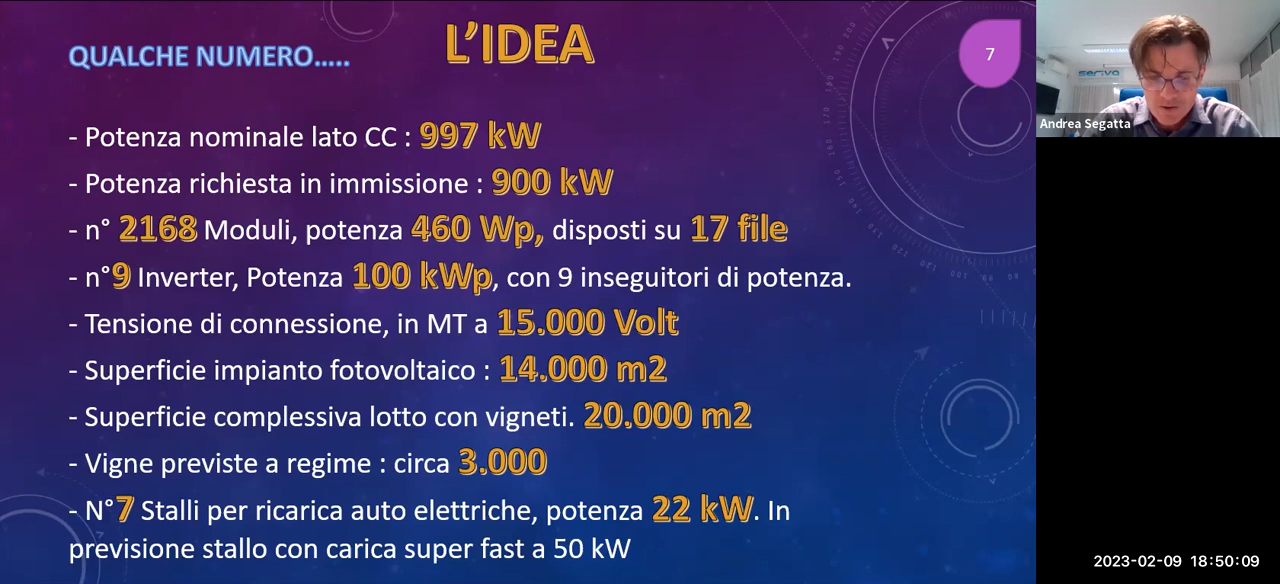 L'IDEA
QUALCHE NUMERO.....
7
- Potenza nominale lato CC : 997 kW
- Potenza richiesta in immissione : 900 kW
- n° 2168 Moduli, potenza 460 Wp, disposti su 17 file
- n°9 Inverter, Potenza 100 kWp, con 9 inseguitori di potenza.
- Tensione di connessione, in MT a 15.000 Volt
- Superficie impianto fotovoltaico : 14.000 m2
- Superficie complessiva lotto con vigneti. 20.000 m2
- Vigne previste a regime : circa 3.000
- N°7 Stalli per ricarica auto elettriche, potenza 22 kW. In
previsione stallo con carica super fast a 50 kW
Andrea Segatta
2023-02-09 18:50:09